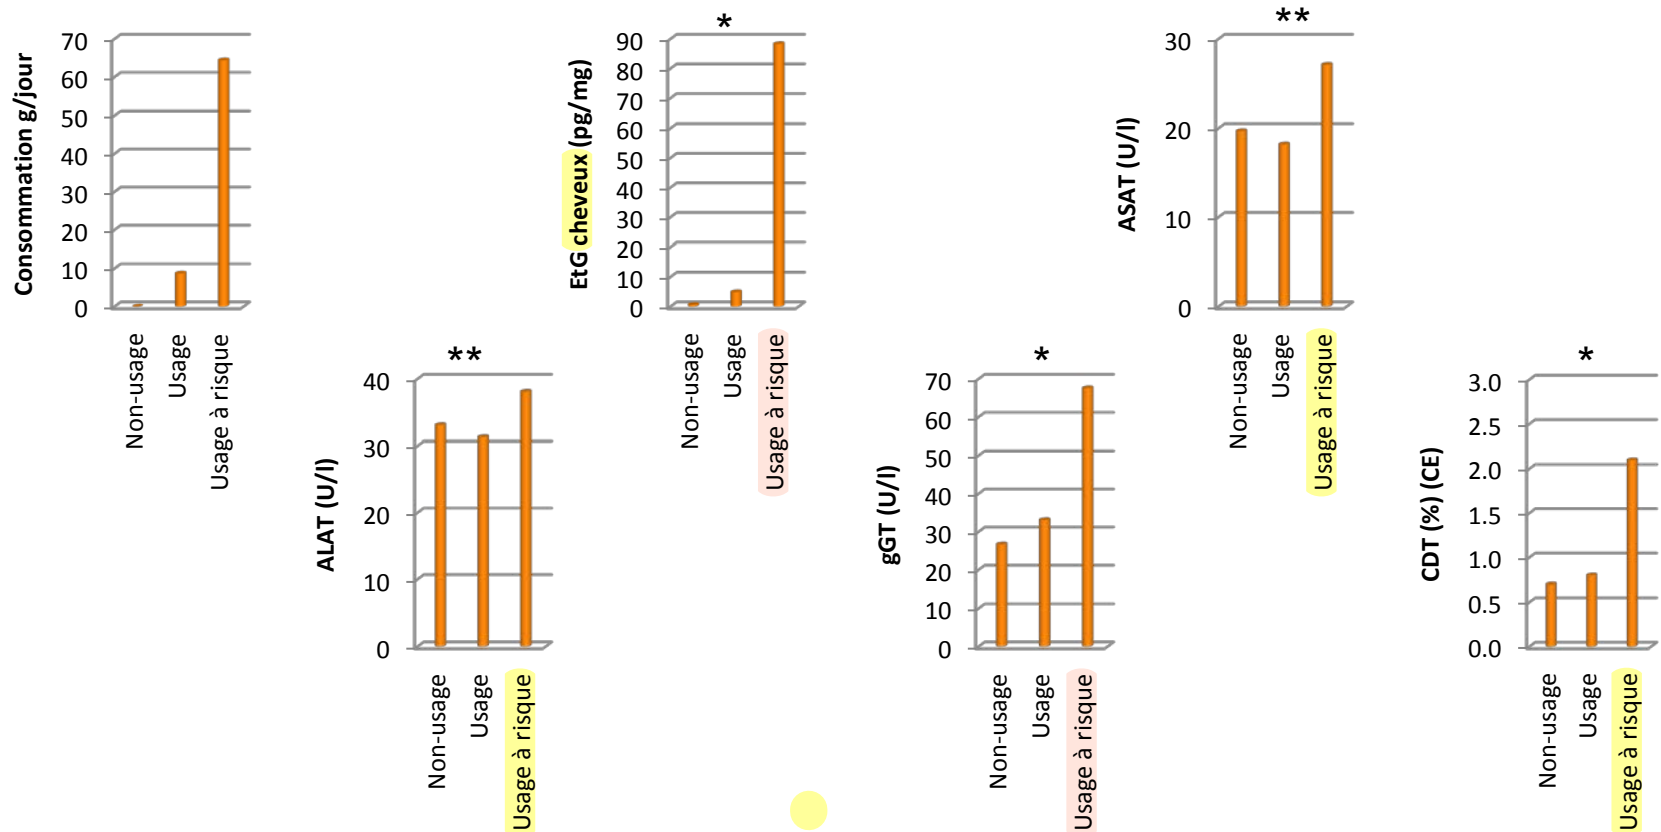 Consommation g/jour
70
60
50
40
30
20
10
0
Non-usage
Usage
Usage à risque
*
EtG cheveux (pg/mg)
90
80
70
60
50
40
30
20
10
0
Non-usage
Usage
Usage à risque
**
ASAT (U/l)
30
20
10
0
Non-usage
Usage
Usage à risque
**
ALAT (U/l)
40
30
20
10
0
Non-usage
Usage
Usage à risque
*
gGT (U/l)
70
60
50
40
30
20
10
0
Non-usage
Usage
Usage à risque
*
CDT (%) (CE)
3.0
2.5
2.0
1.5
1.0
0.5
0.0
Non-usage
Usage
Usage à risque